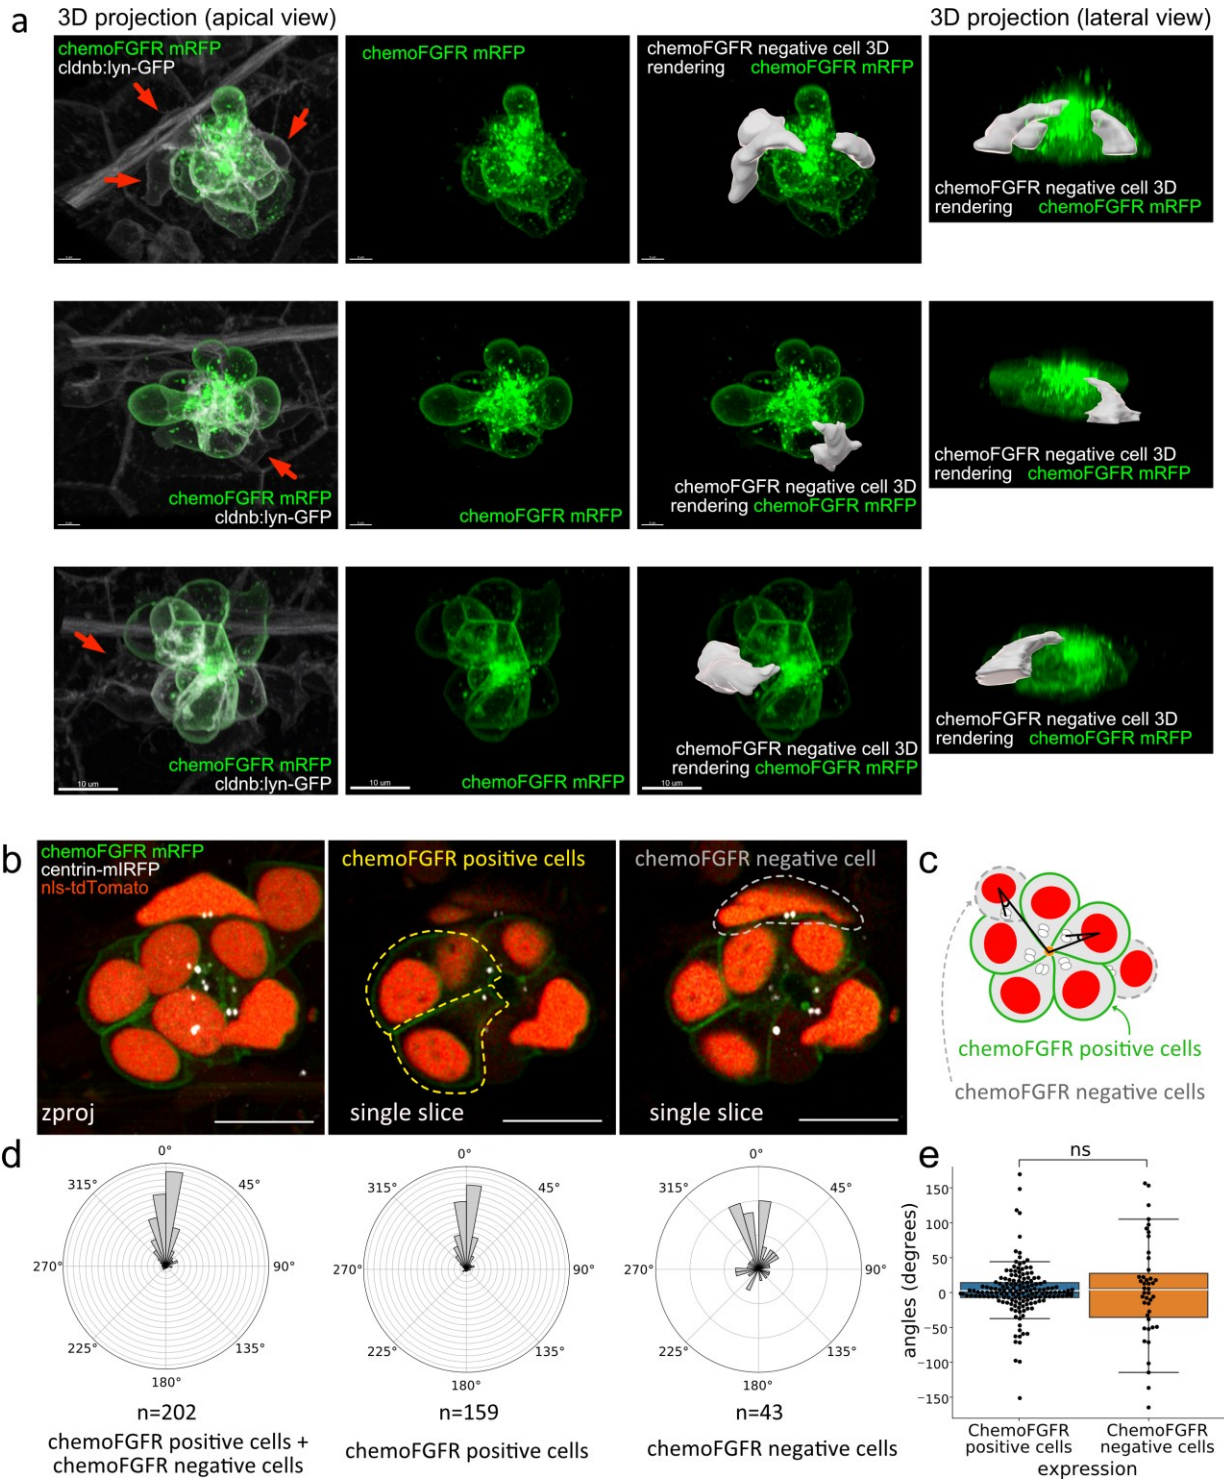 a
3D projection (apical view)
3D projection (lateral view)
chemoFGFR mRFP
cldnb:lyn-GFP
chemoFGFR mRFP
chemoFGFR negative cell 3D
rendering chemoFGFR mRFP
chemoFGFR negative cell 3D
rendering chemoFGFR mRFP
chemoFGFR mRFP
cldnb:lyn-GFP
chemoFGFR mRFP
chemoFGFR negative cell 3D
rendering chemoFGFR mRFP
chemoFGFR negative cell 3D
rendering chemoFGFR mRFP
chemoFGFR mRFP
cldnb:lyn-GFP
10 um
chemoFGFR mRFP
10 um
chemoFGFR negative cell 3D
rendering chemoFGFR mRFP
10 um
chemoFGFR negative cell 3D
rendering chemoFGFR mRFP
b
chemoFGFR mRFP
centrin-mIRFP
nls-tdTomato
zproj
chemoFGFR positive cells
single slice
chemoFGFR negative cell
single slice
c
chemoFGFR positive cells
chemoFGFR negative cells
d
0°
45°
90°
135°
180°
225°
270°
315°
n=202
chemoFGFR positive cells +
chemoFGFR negative cells
0°
45°
90°
135°
180°
225°
270°
315°
n=159
chemoFGFR positive cells
0°
45°
90°
135°
180°
225°
270°
315°
n=43
chemoFGFR negative cells
e
ns
angles (degrees)
150
100
50
0
−50
−100
−150
ChemoFGFR
positive cells
ChemoFGFR
negative cells
expression